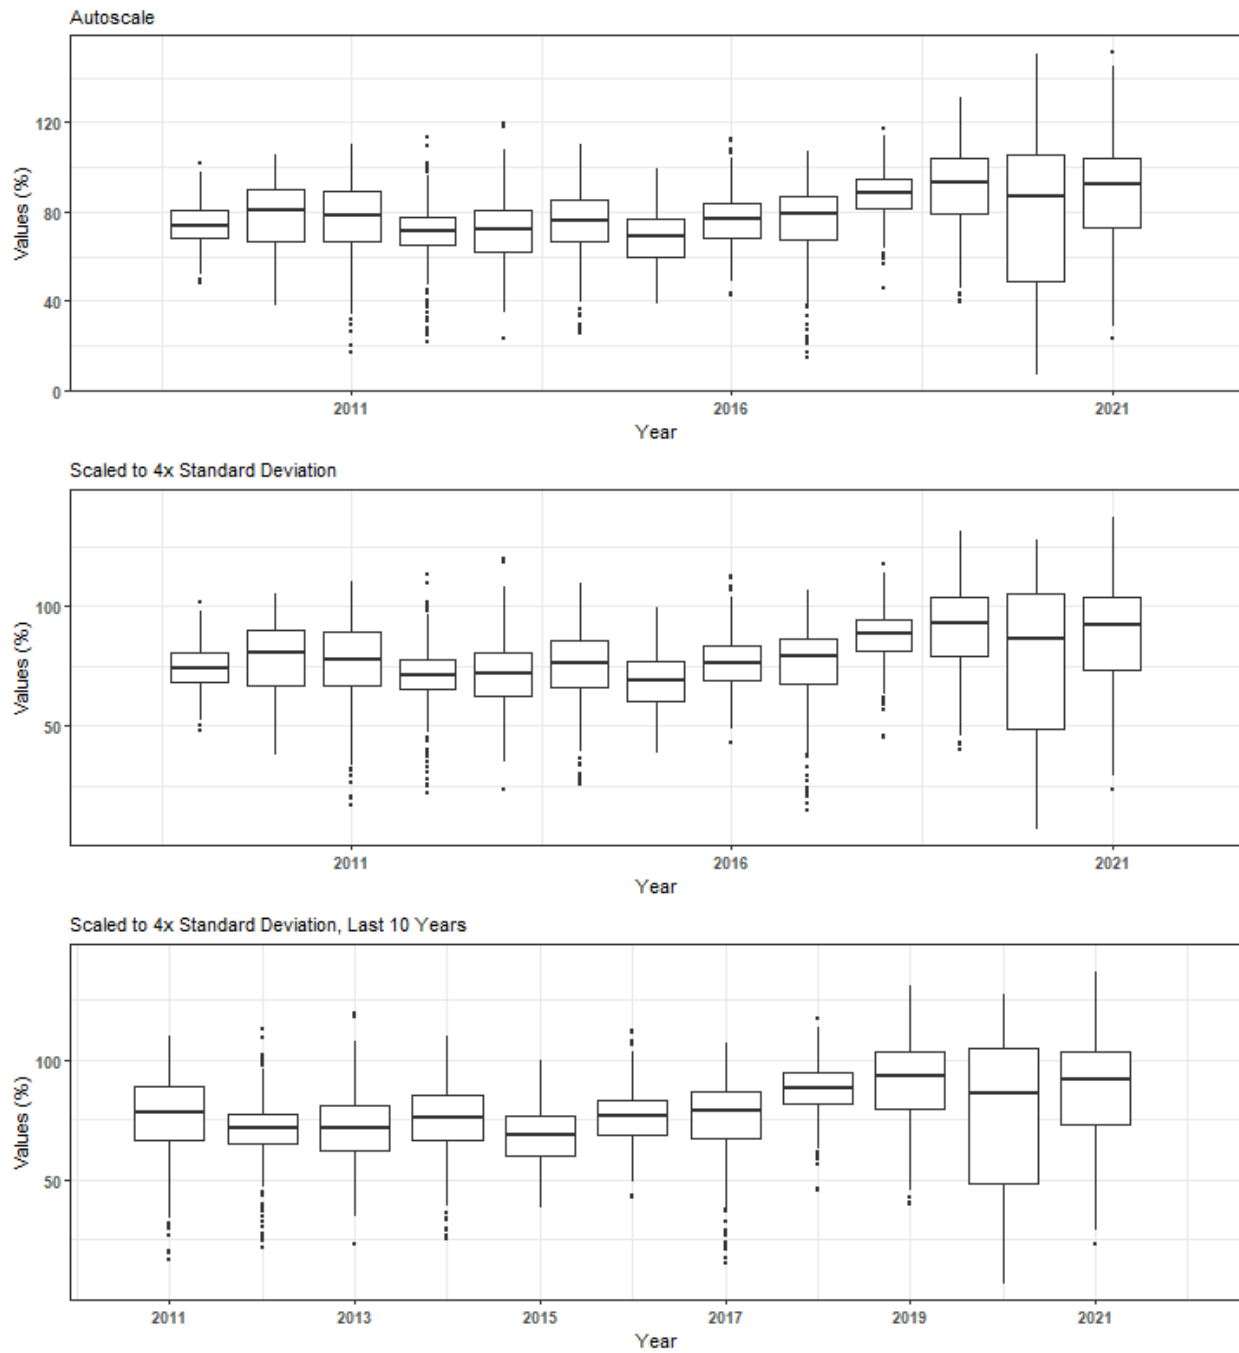 Autoscale
120
80
40
0
Values (%)
2011 2016 2021
Year
Scaled to 4x Standard Deviation
100
50
Values (%)
2011 2016 2021
Year
Scaled to 4x Standard Deviation, Last 10 Years
100
50
Values (%)
2011 2013 2015 2017 2019 2021
Year